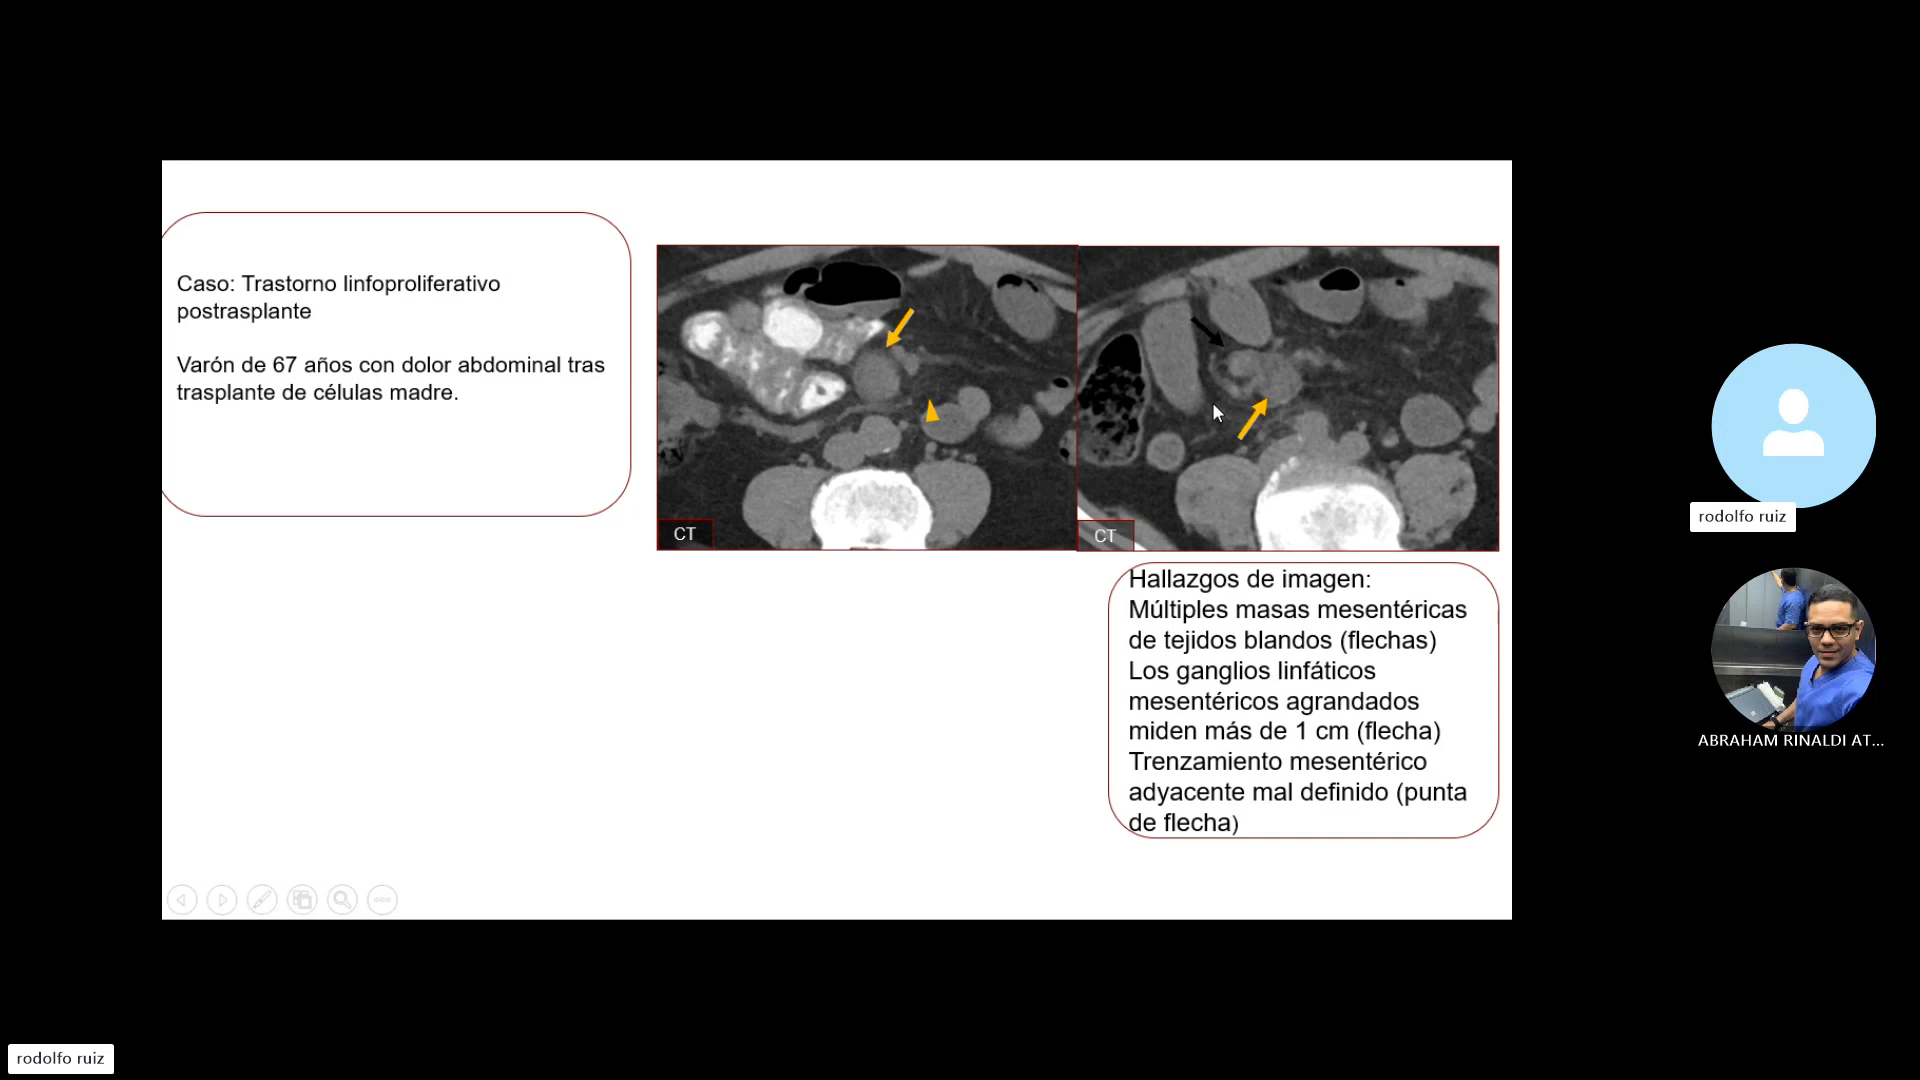 Caso: Trastorno linfoproliferativo
postrasplante
Varón de 67 años con dolor abdominal tras
trasplante de células madre.
CT
CT
Hallazgos de imagen:
Múltiples masas mesentéricas
de tejidos blandos (flechas)
Los ganglios linfáticos
mesentéricos agrandados
miden más de 1 cm (flecha)
Trenzamiento mesentérico
adyacente mal definido (punta
de flecha)
rodolfo ruiz
ABRAHAM RINALDI AT...
rodolfo ruiz